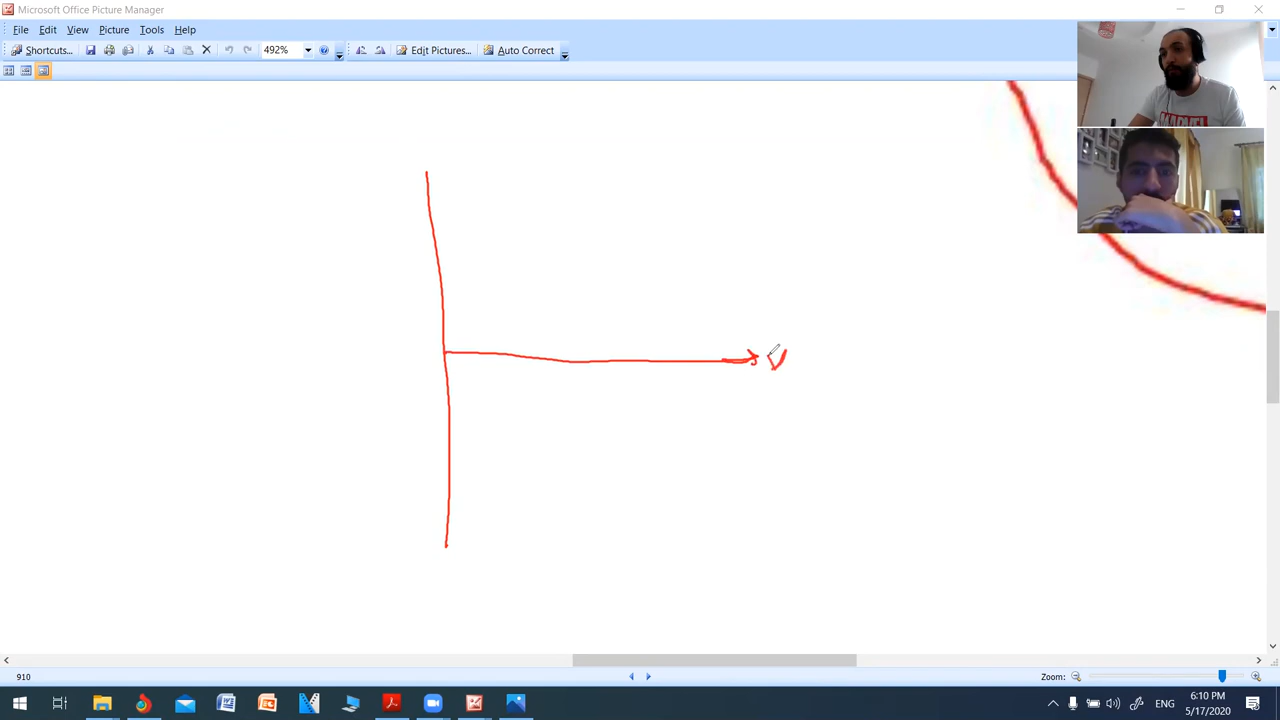 Microsoft Office Picture Manager
File Edit View Picture Tools Help
Shortcuts... 492% Edit Pictures... Auto Correct
MARVEL
V
910 Zoom:
ENG 6:10 PM
5/17/2020